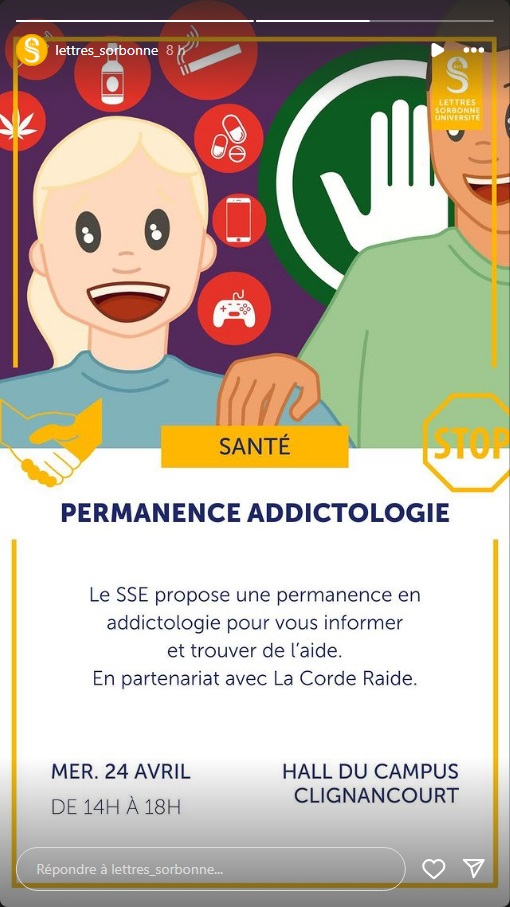 lettres_sorbonne 8 h
LETTRES
SORBONNE
UNIVERSITÉ
SANTÉ
STOP
PERMANENCE ADDICTOLOGIE
Le SSE propose une permanence en
addictologie pour vous informer
et trouver de l'aide.
En partenariat avec La Corde Raide.
MER. 24 AVRIL
DE 14H À 18H
HALL DU CAMPUS
CLIGNANCOURT
Répondre à lettres_sorbonne...